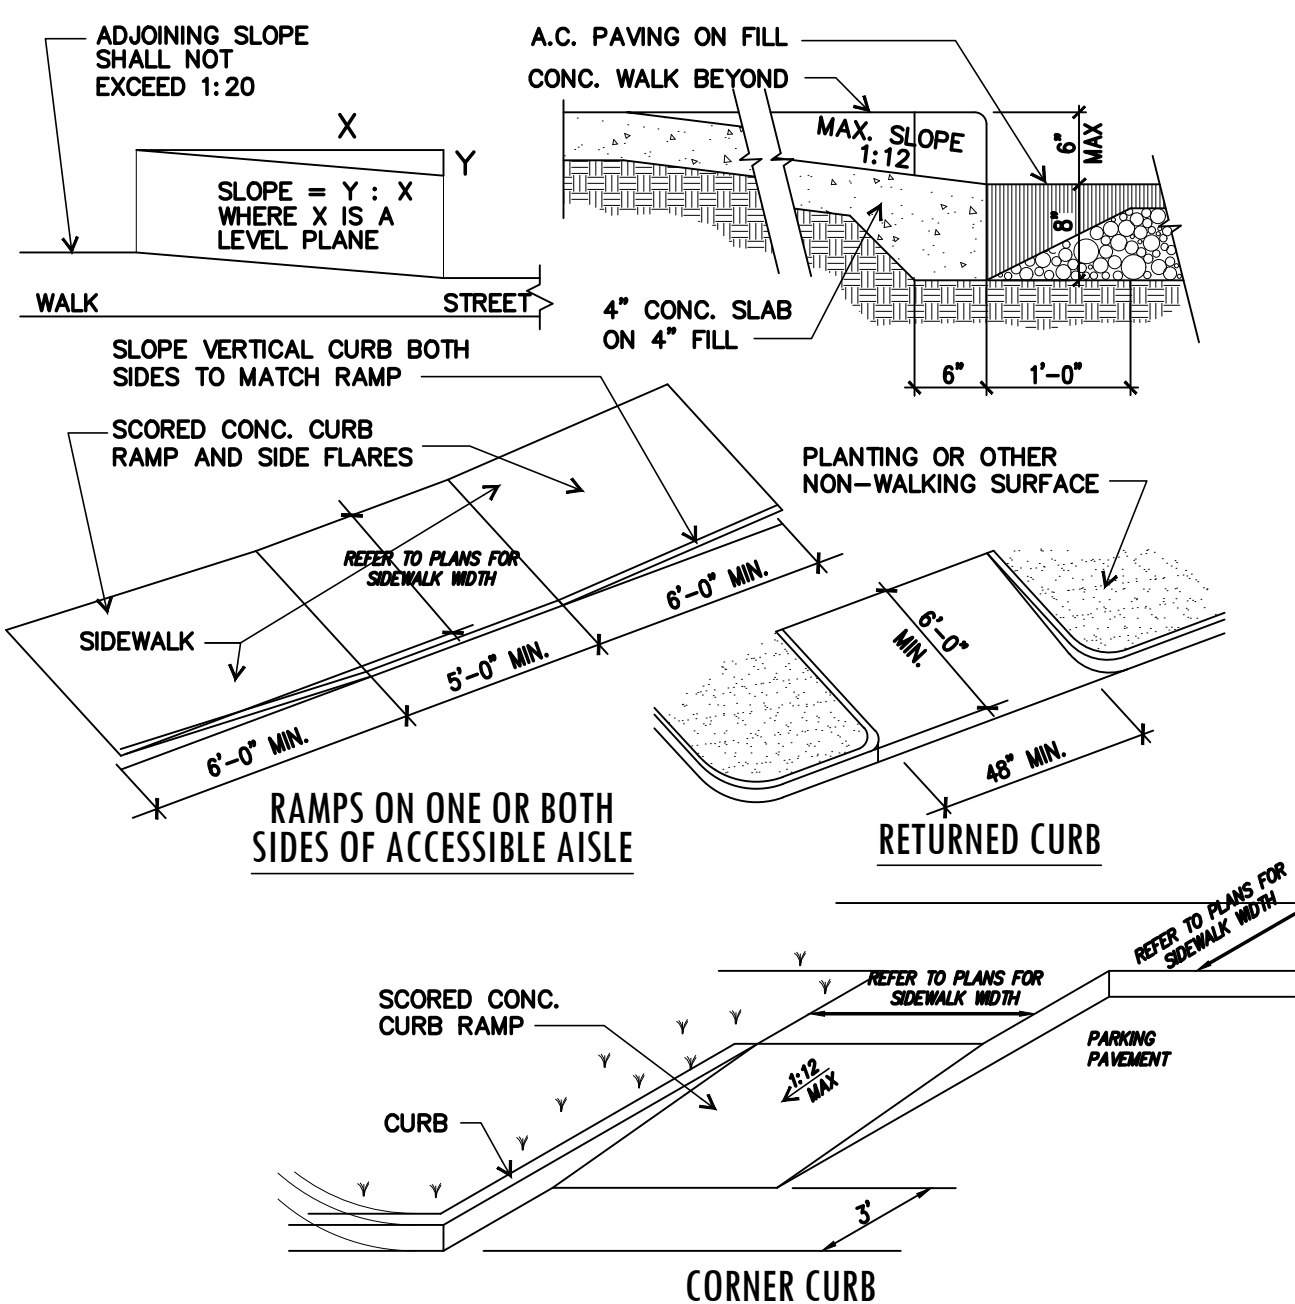 ADJOINING SLOPE
SHALL NOT
EXCEED 1:20
X
Y
SLOPE = Y : X
WHERE X IS A
LEVEL PLANE
WALK
STREET
A.C. PAVING ON FILL
CONC. WALK BEYOND
MAX. SLOPE
1:12
6"
MAX
8"
4" CONC. SLAB
ON 4" FILL
6"
1'-0"
SLOPE VERTICAL CURB BOTH
SIDES TO MATCH RAMP
SCORED CONC. CURB
RAMP AND SIDE FLARES
REFER TO PLANS FOR
SIDEWALK WIDTH
SIDEWALK
6'-0" MIN.
5'-0" MIN.
6'-0" MIN.
RAMPS ON ONE OR BOTH
SIDES OF ACCESSIBLE AISLE
PLANTING OR OTHER
NON-WALKING SURFACE
6'-0"
MIN.
48" MIN.
RETURNED CURB
REFER TO PLANS FOR
SIDEWALK WIDTH
REFER TO PLANS FOR
SIDEWALK WIDTH
SCORED CONC.
CURB RAMP
PARKING
PAVEMENT
1:12
MAX
CURB
3'
CORNER CURB